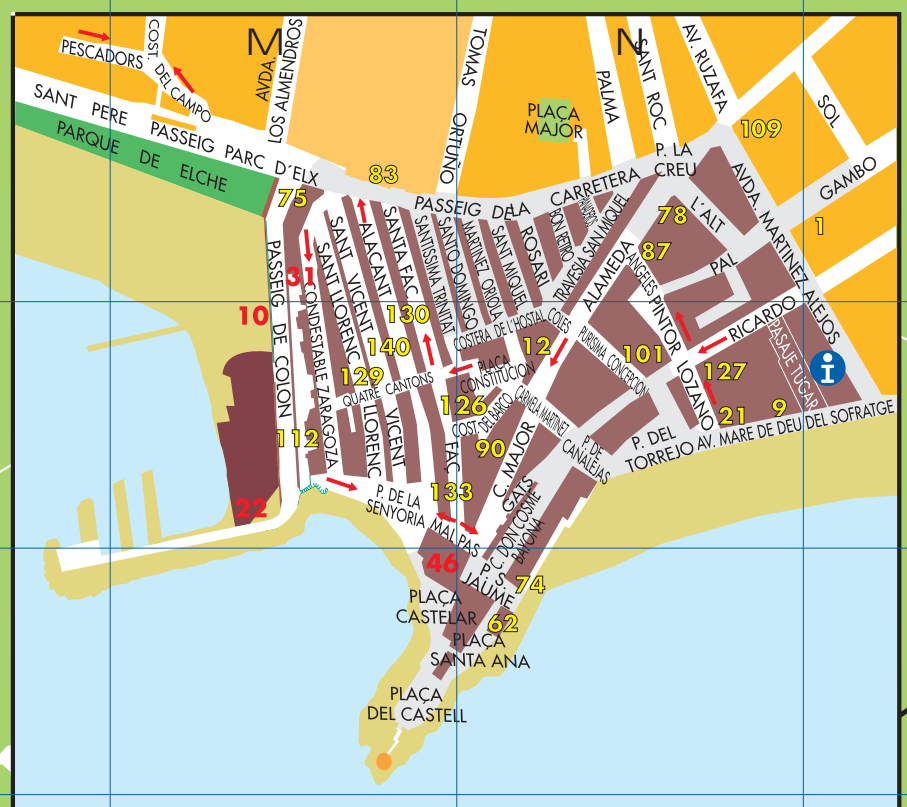 M
N
PESCADORS
COST. DEL CAMPO
AVDA. LOS ALMENDROS
TOMAS ORTUÑO
PALMA
SANT ROC
AV. RUZAFA
SOL
GAMBO
PLAÇA
MAJOR
109
SANT PERE
PASSEIG PARC D´ELX
PARQUE DE ELCHE
83
75
P. LA
CREU
PASSEIG DE LA CARRETERA
AVDA. MARTINEZ ALEJOS
78
L´ALT
1
87
PAL
31
10
PASSEIG DE COLON
CONDESTABLE ZARAGOZA
SANT LLORENÇ
SANT VICENT
ALACANT
SANTA FAÇ
SANTISSIMA TRINITAT
SANTO DOMINGO
MARTINEZ ORIOLA
SANT MIQUEL
ROSARI
BON RETIRO
TRAVESIA SAN MIQUEL
ALAMEDA
ANGELES
PINTOR LOZANO
RICARDO
PASAJE TUGAR
i
130
140
129
COSTERA DE L'HOSTAL
COIES
12
PURISIMA CONCEPCION
101
127
PLAÇA
CONSTITUCION
QUATRE CANTONS
126
COST. DEL BARCO
CARMELA MARTINEZ
21
9
112
LLORENÇ
VICENT
FAÇ
90
C. MAJOR
P. DE
CANALEJAS
P. DEL
TORREJO
AV. MARE DE DEU DEL SOFRATGE
133
22
P. DE LA
SENYORIA
MAL PAS
GATS
C. DON COSME
BAYONA
46
P. S.
JAUME
74
PLAÇA
CASTELAR
62
PLAÇA
SANTA ANA
PLAÇA
DEL CASTELL